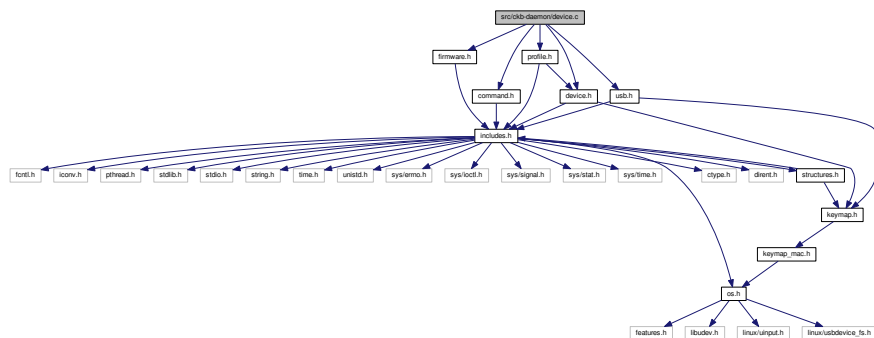 src/ckb-daemon/device.c
firmware.h
profile.h
command.h
device.h
usb.h
includes.h
fcntl.h
iconv.h
pthread.h
stdlib.h
stdio.h
string.h
time.h
unistd.h
sys/errno.h
sys/ioctl.h
sys/signal.h
sys/stat.h
sys/time.h
ctype.h
dirent.h
structures.h
keymap.h
keymap_mac.h
os.h
features.h
libudev.h
linux/uinput.h
linux/usbdevice_fs.h